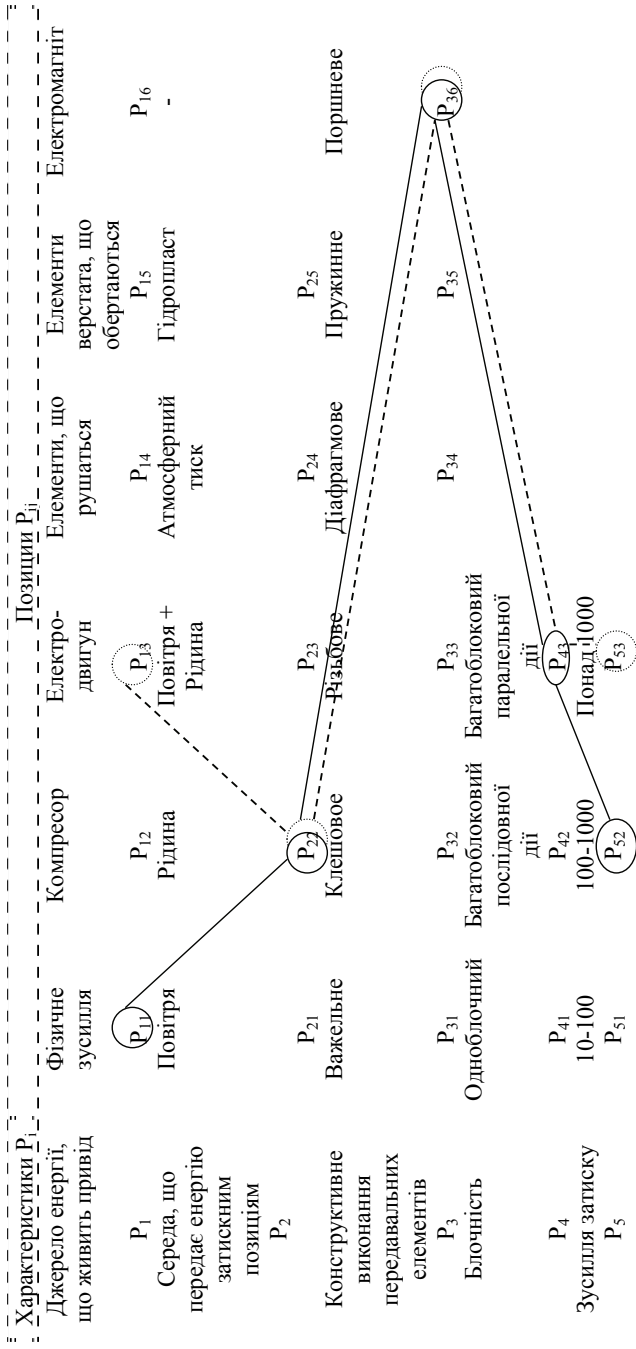 Характеристики Pᵢ
Позиции Pᵢⱼ
Джерело енергії,
що живить привід
P₁
Фізичне
зусилля
P₁₁
Компресор
P₁₂
Електро-
двигун
P₁₃
Елементи, що
рушаться
P₁₄
Елементи
верстата, що
обертаються
P₁₅
Електромагніт
P₁₆
Середа, що
передає енергію
затискним
позиціям
P₂
Повітря
P₂₁
Рідина
P₂₂
Повітря +
Рідина
P₂₃
Атмосферний
тиск
P₂₄
Гідропласт
P₂₅
-
Конструктивне
виконання
передавальних
елементів
P₃
Важельне
P₃₁
Клешовое
P₃₂
Різьбове
P₃₃
Діафрагмове
P₃₄
Пружинне
P₃₅
Поршневе
P₃₆
Блочність
P₄
Одноблочний
P₄₁
Багатоблоковий
послідовної
дії
P₄₂
Багатоблоковий
паралельної
дії
P₄₃
Зусилля затиску
P₅
10-100
P₅₁
100-1000
P₅₂
Понад 1000
P₅₃